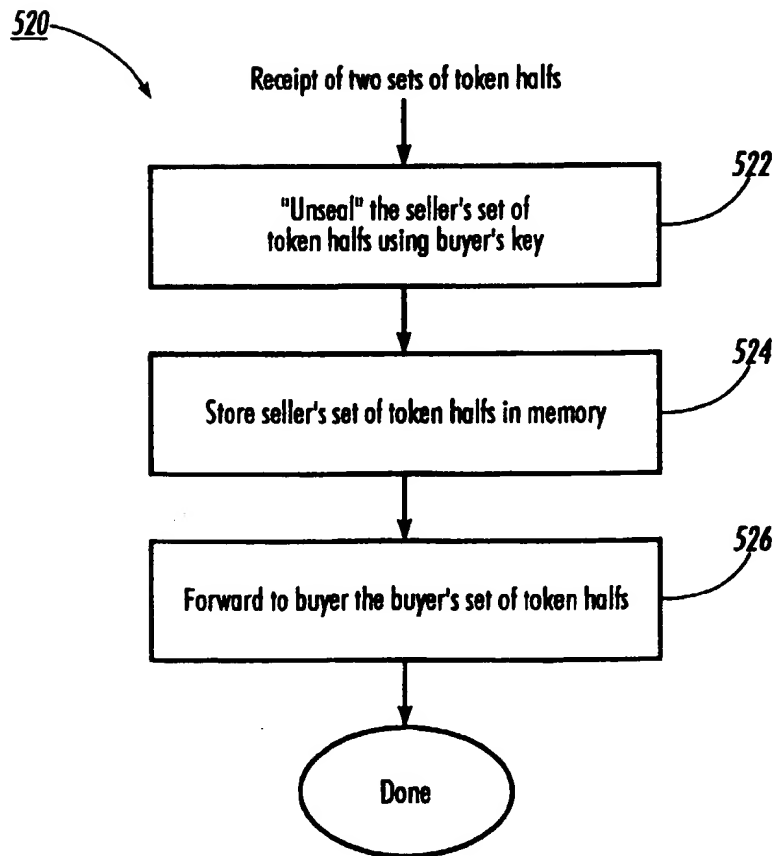 520
Receipt of two sets of token halfs
522
"Unseal" the seller's set of
token halfs using buyer's key
524
Store seller's set of token halfs in memory
526
Forward to buyer the buyer's set of token halfs
Done